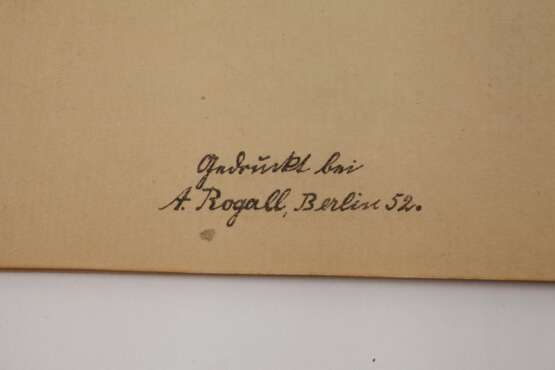 Gedruckt bei
A. Rogall, Berlin 52.